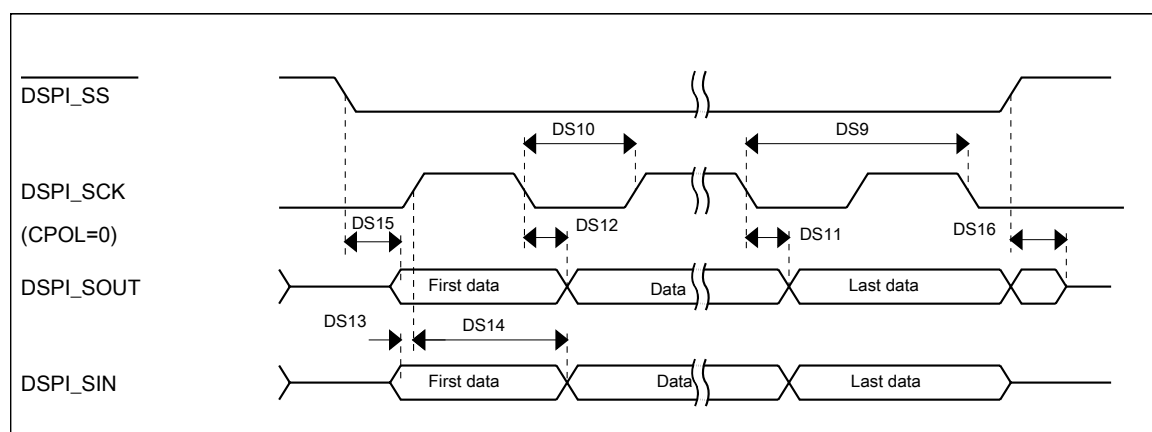 DSPI_SS
DS10
DS9
DSPI_SCK
(CPOL=0)
DS15
DS12
DS11
DS16
DSPI_SOUT
First data
Data
Last data
DS13
DS14
DSPI_SIN
First data
Data
Last data